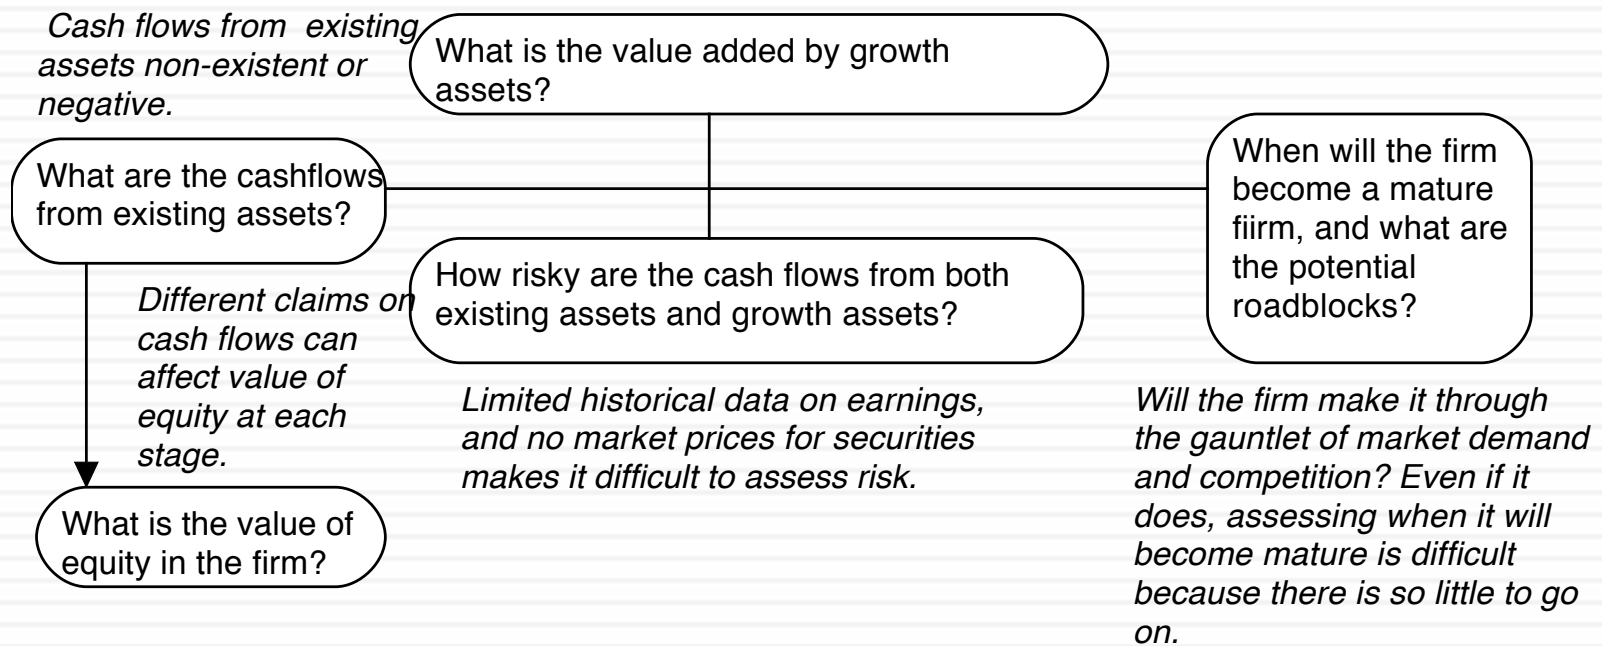 Cash flows from  existing
assets non-existent or
negative.
What is the value added by growth
assets?
What are the cashflows
from existing assets?
When will the firm
become a mature
fiirm, and what are
the potential
roadblocks?
How risky are the cash flows from both
existing assets and growth assets?
Different claims on
cash flows can
affect value of
equity at each
stage.
Limited historical data on earnings,
and no market prices for securities
makes it difficult to assess risk.
Will the firm make it through
the gauntlet of market demand
and competition? Even if it
does, assessing when it will
become mature is difficult
because there is so little to go
on.
What is the value of
equity in the firm?